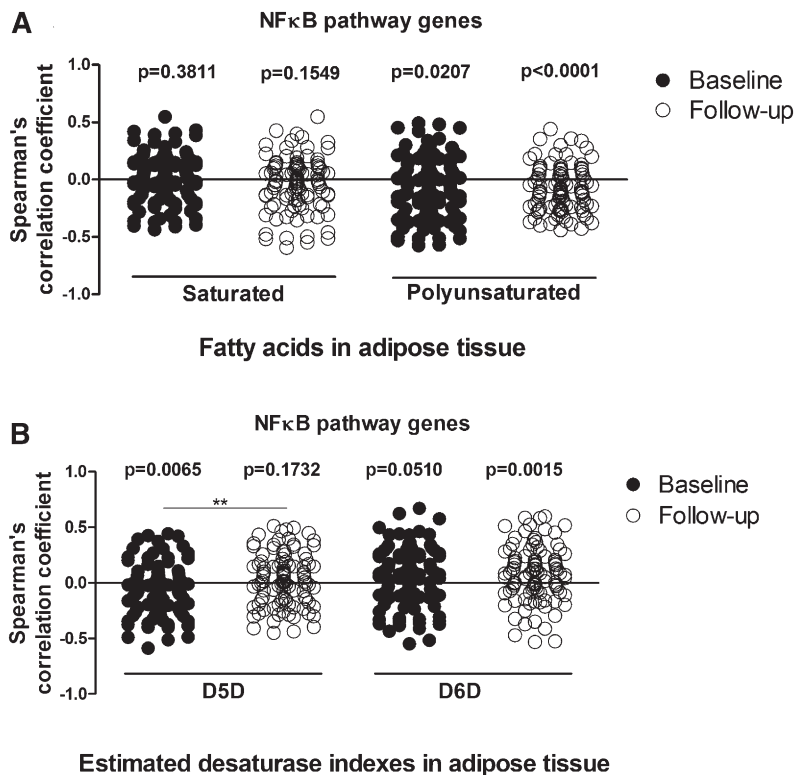 A
NFκB pathway genes
p=0.3811 p=0.1549 p=0.0207 p<0.0001
Baseline
Follow-up
Spearman's
correlation coefficient
1.0
0.5
0.0
-0.5
-1.0
Saturated Polyunsaturated
Fatty acids in adipose tissue
B
NFκB pathway genes
p=0.0065 p=0.1732 p=0.0510 p=0.0015
**
Baseline
Follow-up
Spearman's
correlation coefficient
1.0
0.5
0.0
-0.5
-1.0
D5D D6D
Estimated desaturase indexes in adipose tissue